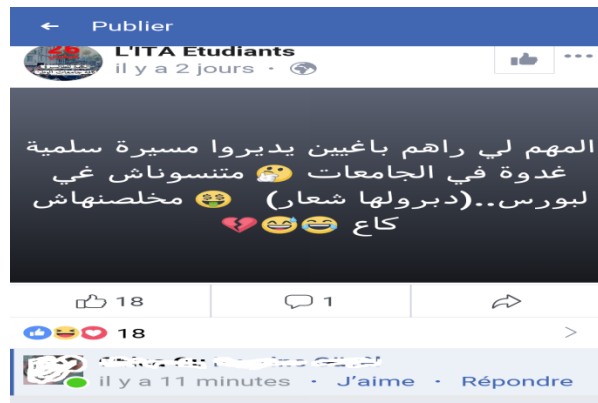 ← Publier
L'ITA Etudiants
il y a 2 jours ·
المهم لي راهم باغيين يديروا مسيرة سلمية
غدوة في الجامعات 🤔 متنسوناش غي
لبورس..(دبرولها شعار) 🤑 مخلصنهاش
كاع 😂😅💔
18
1
18
il y a 11 minutes · J'aime · Répondre